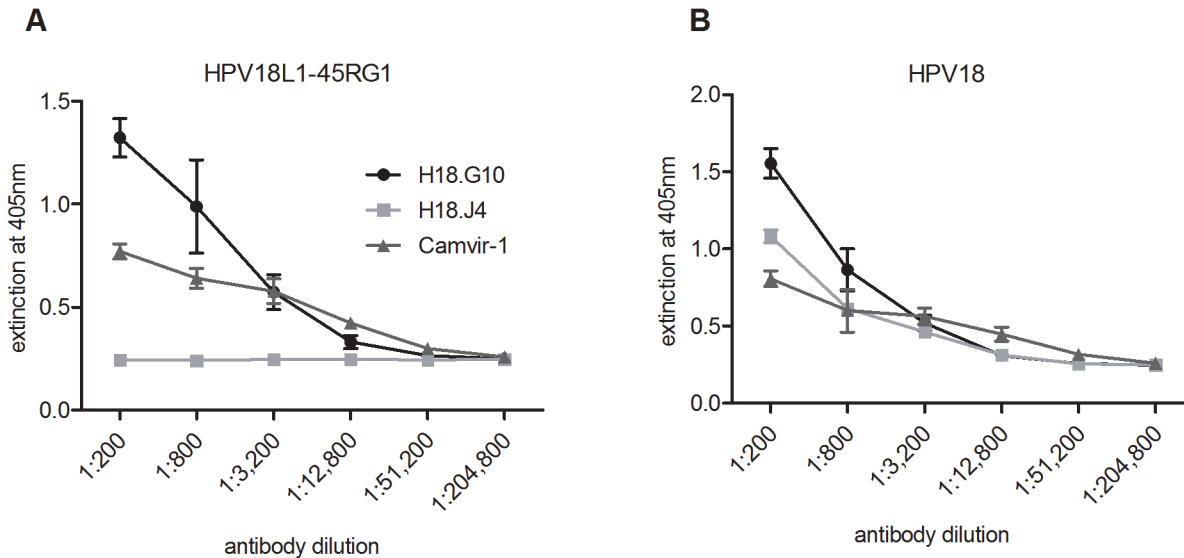 A
HPV18L1-45RG1
extinction at 405nm
1.5
1.0
0.5
0.0
H18.G10
H18.J4
Camvir-1
1:200
1:800
1:3,200
1:12,800
1:51,200
1:204,800
antibody dilution
B
HPV18
extinction at 405nm
2.0
1.5
1.0
0.5
0.0
1:200
1:800
1:3,200
1:12,800
1:51,200
1:204,800
antibody dilution